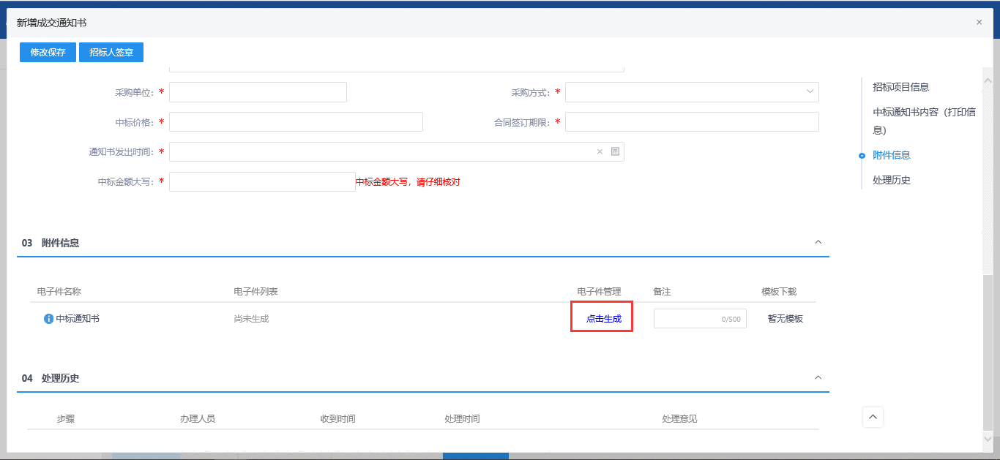 新增成交通知书
修改保存 招标人签章
采购单位: * 采购方式: *
中标价格: * 合同签订期限: *
通知书发出时间: *
中标金额大写: * 中标金额大写，请仔细核对
03 附件信息
电子件名称 电子件列表 电子件管理 备注 模板下载
中标通知书 尚未生成 点击生成 0/500 暂无模板
04 处理历史
步骤 办理人员 收到时间 处理时间 处理意见
招标项目信息
中标通知书内容（打印信
息）
附件信息
处理历史